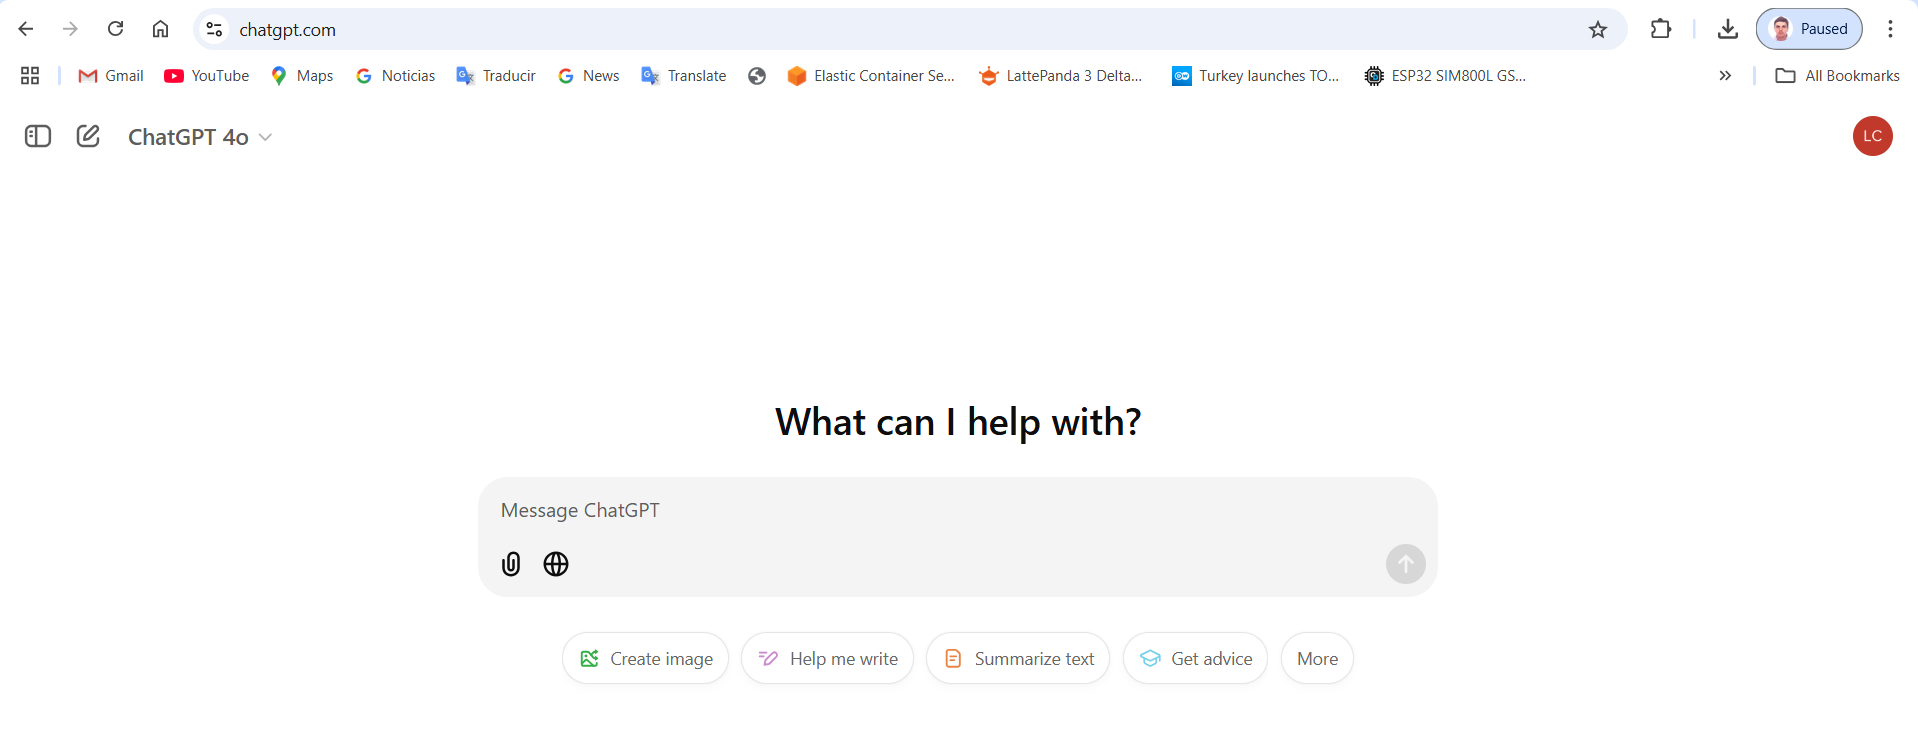 chatgpt.com
Paused
Gmail YouTube Maps Noticias Traducir News Translate Elastic Container Se... LattePanda 3 Delta... Turkey launches TO... ESP32 SIM800L GS... All Bookmarks
ChatGPT 4o
LC
What can I help with?
Message ChatGPT
Create image Help me write Summarize text Get advice More